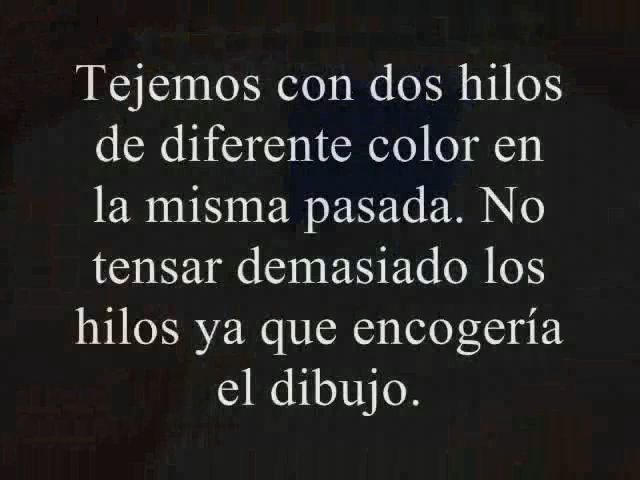 Tejemos con dos hilos
de diferente color en
la misma pasada. No
tensar demasiado los
hilos ya que encogería
el dibujo.